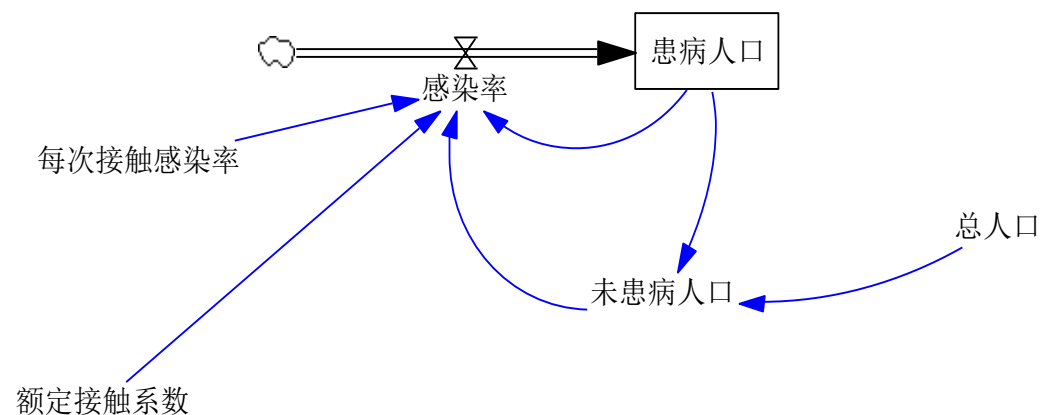 患病人口
感染率
每次接触感染率
总人口
未患病人口
额定接触系数